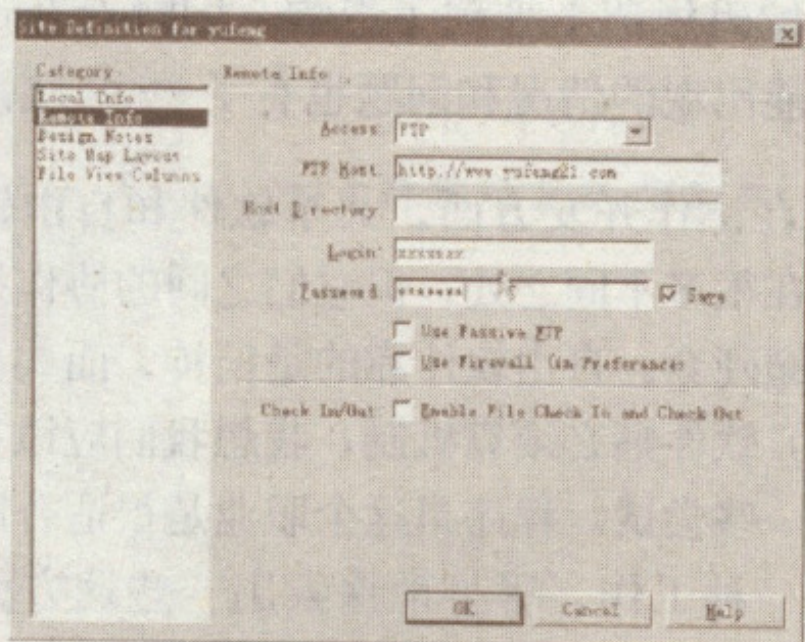 Site Definition for yufeng
Category
Local Info
Remote Info
Design Notes
Site Map Layout
File View Columns
Remote Info
Access: FTP
FTP Host: http://www.yufeng21.com
Host Directory:
Login: xxxxxxx
Password: ******* Save
Use Passive FTP
Use Firewall (in Preferences
Check In/Out: Enable File Check In and Check Out
OK Cancel Help